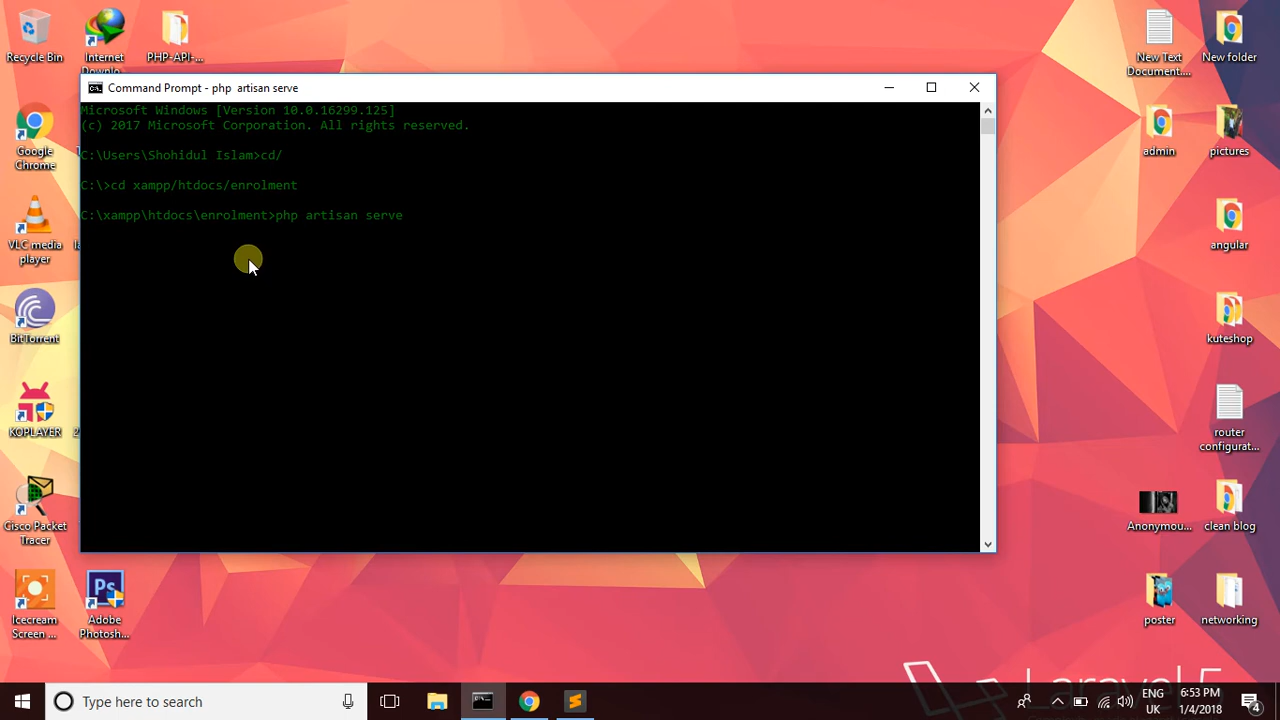 Recycle Bin
Internet
Downlo...
PHP-API-...
New Text
Document....
New folder
Command Prompt - php  artisan serve
Microsoft Windows [Version 10.0.16299.125]
(c) 2017 Microsoft Corporation. All rights reserved.
C:\Users\Shohidul Islam>cd/
C:\>cd xampp/htdocs/enrolment
C:\xampp\htdocs\enrolment>php artisan serve
Google
Chrome
VLC media
player
BitTorrent
KOPLAYER
Cisco Packet
Tracer
Icecream
Screen ...
Adobe
Photosh...
admin
pictures
angular
kuteshop
router
configurat...
Anonymou...
clean blog
poster
networking
Laravel 5
Type here to search
ENG
UK
6:53 PM
1/4/2018
4